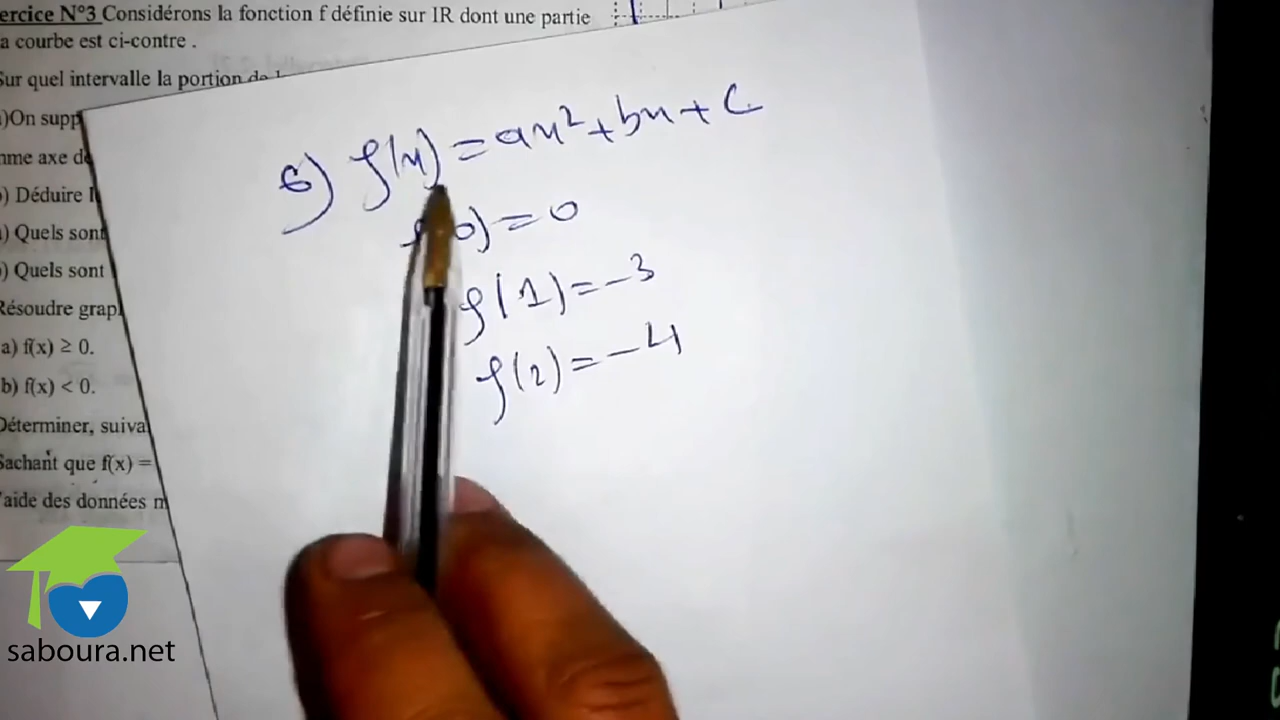 ercice N°3 Considérons la fonction f définie sur IR dont une partie
a courbe est ci-contre .
Sur quel intervalle la portion de
)On supp
me axe de
) Déduire
) Quels sont
) Quels sont
Résoudre grap
a) f(x) ≥ 0.
b) f(x) < 0.
Déterminer, suiva
Sachant que f(x) =
'aide des données m
6) f(x) = ax² + bx + c
f(0) = 0
f(1) = -3
f(2) = -4
saboura.net